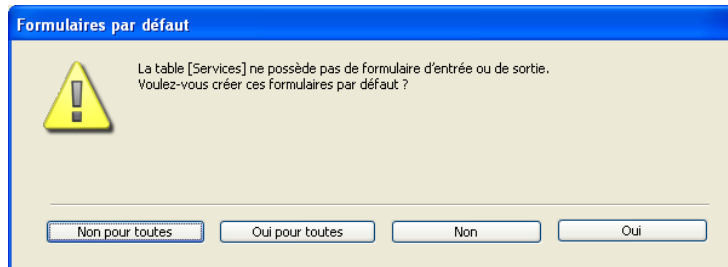 Formulaires par défaut
La table [Services] ne possède pas de formulaire d'entrée ou de sortie.
Voulez-vous créer ces formulaires par défaut ?
Non pour toutes
Oui pour toutes
Non
Oui